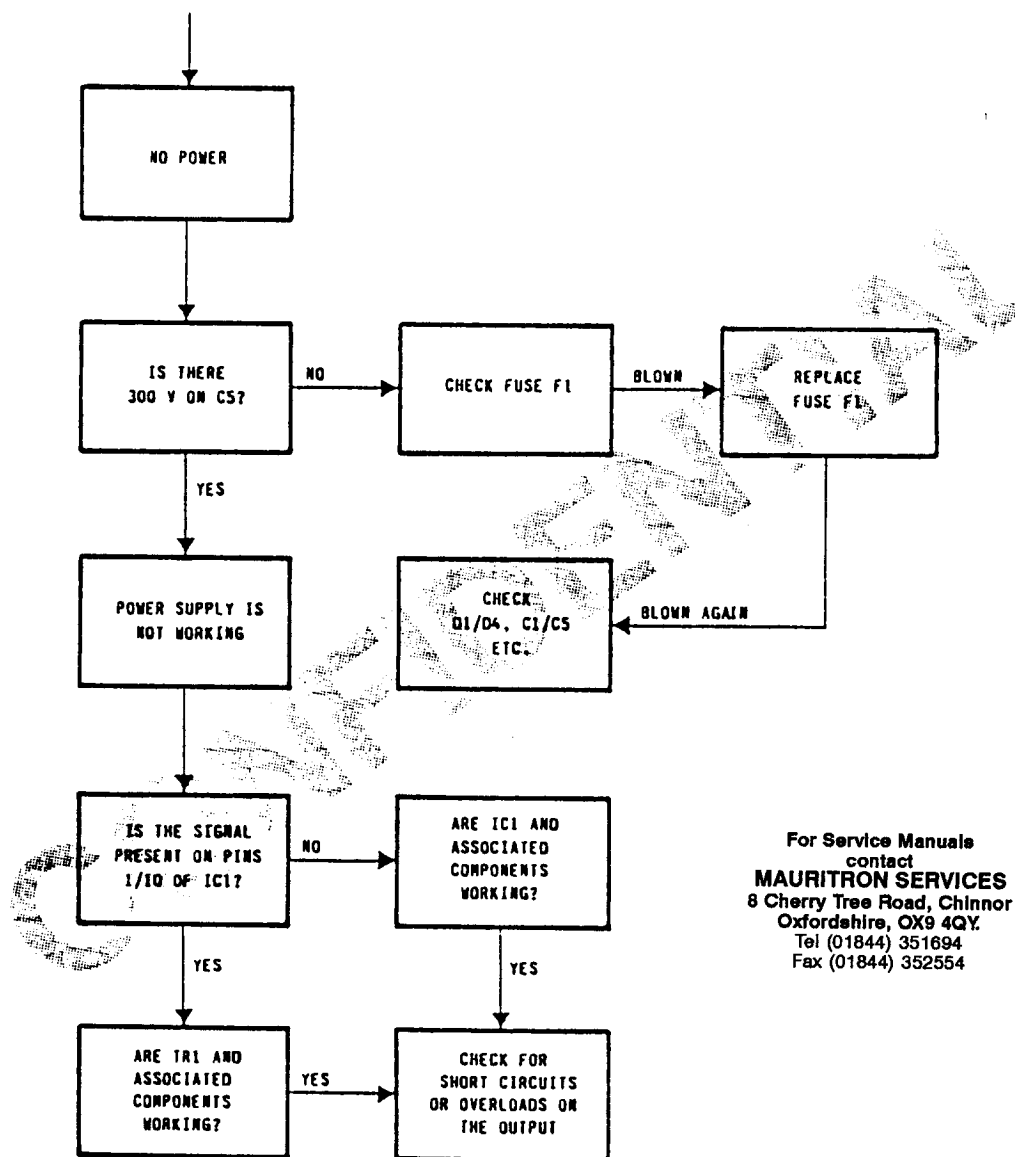 NO POWER
IS THERE
300 V ON C5?
NO
CHECK FUSE F1
BLOWN
REPLACE
FUSE F1
YES
POWER SUPPLY IS
NOT WORKING
CHECK
D1/D4, C1/C5
ETC.
BLOWN AGAIN
IS THE SIGNAL
PRESENT ON PINS
1/10 OF IC1?
NO
ARE IC1 AND
ASSOCIATED
COMPONENTS
WORKING?
YES
YES
ARE TR1 AND
ASSOCIATED
COMPONENTS
WORKING?
YES
CHECK FOR
SHORT CIRCUITS
OR OVERLOADS ON
THE OUTPUT
For Service Manuals
contact
MAURITRON SERVICES
8 Cherry Tree Road, Chinnor
Oxfordshire, OX9 4QY.
Tel (01844) 351694
Fax (01844) 352554
CONFIDENTIAL